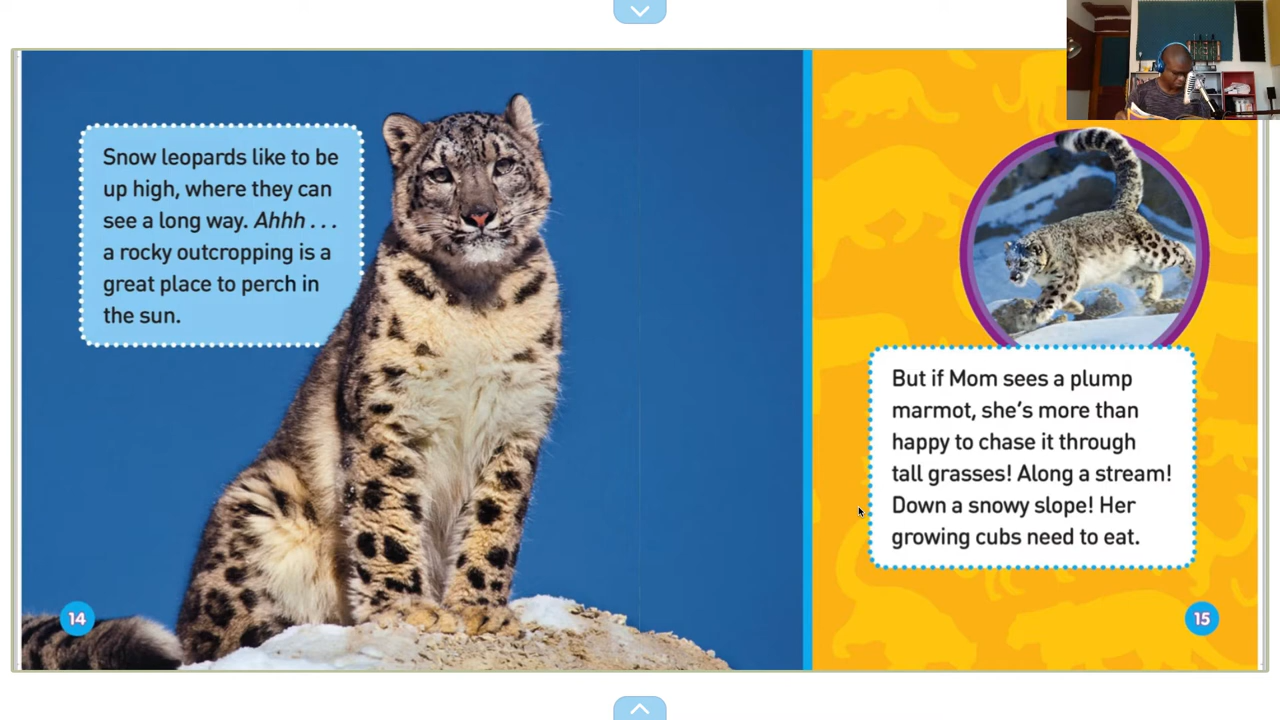 Snow leopards like to be
up high, where they can
see a long way. Ahhh . . .
a rocky outcropping is a
great place to perch in
the sun.
14
But if Mom sees a plump
marmot, she's more than
happy to chase it through
tall grasses! Along a stream!
Down a snowy slope! Her
growing cubs need to eat.
15